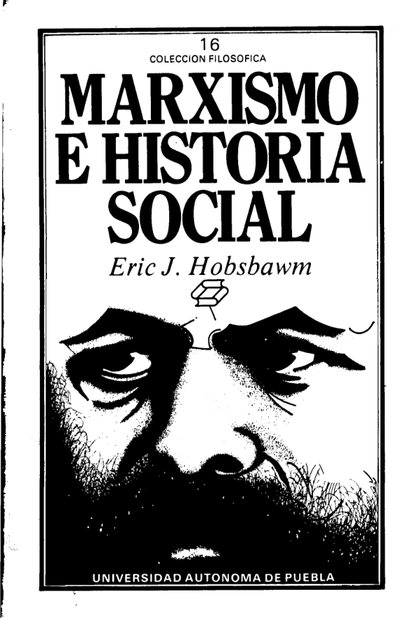 16
COLECCION FILOSOFICA
MARXISMO
E HISTORIA
SOCIAL
Eric J. Hobsbawm
UNIVERSIDAD AUTONOMA DE PUEBLA